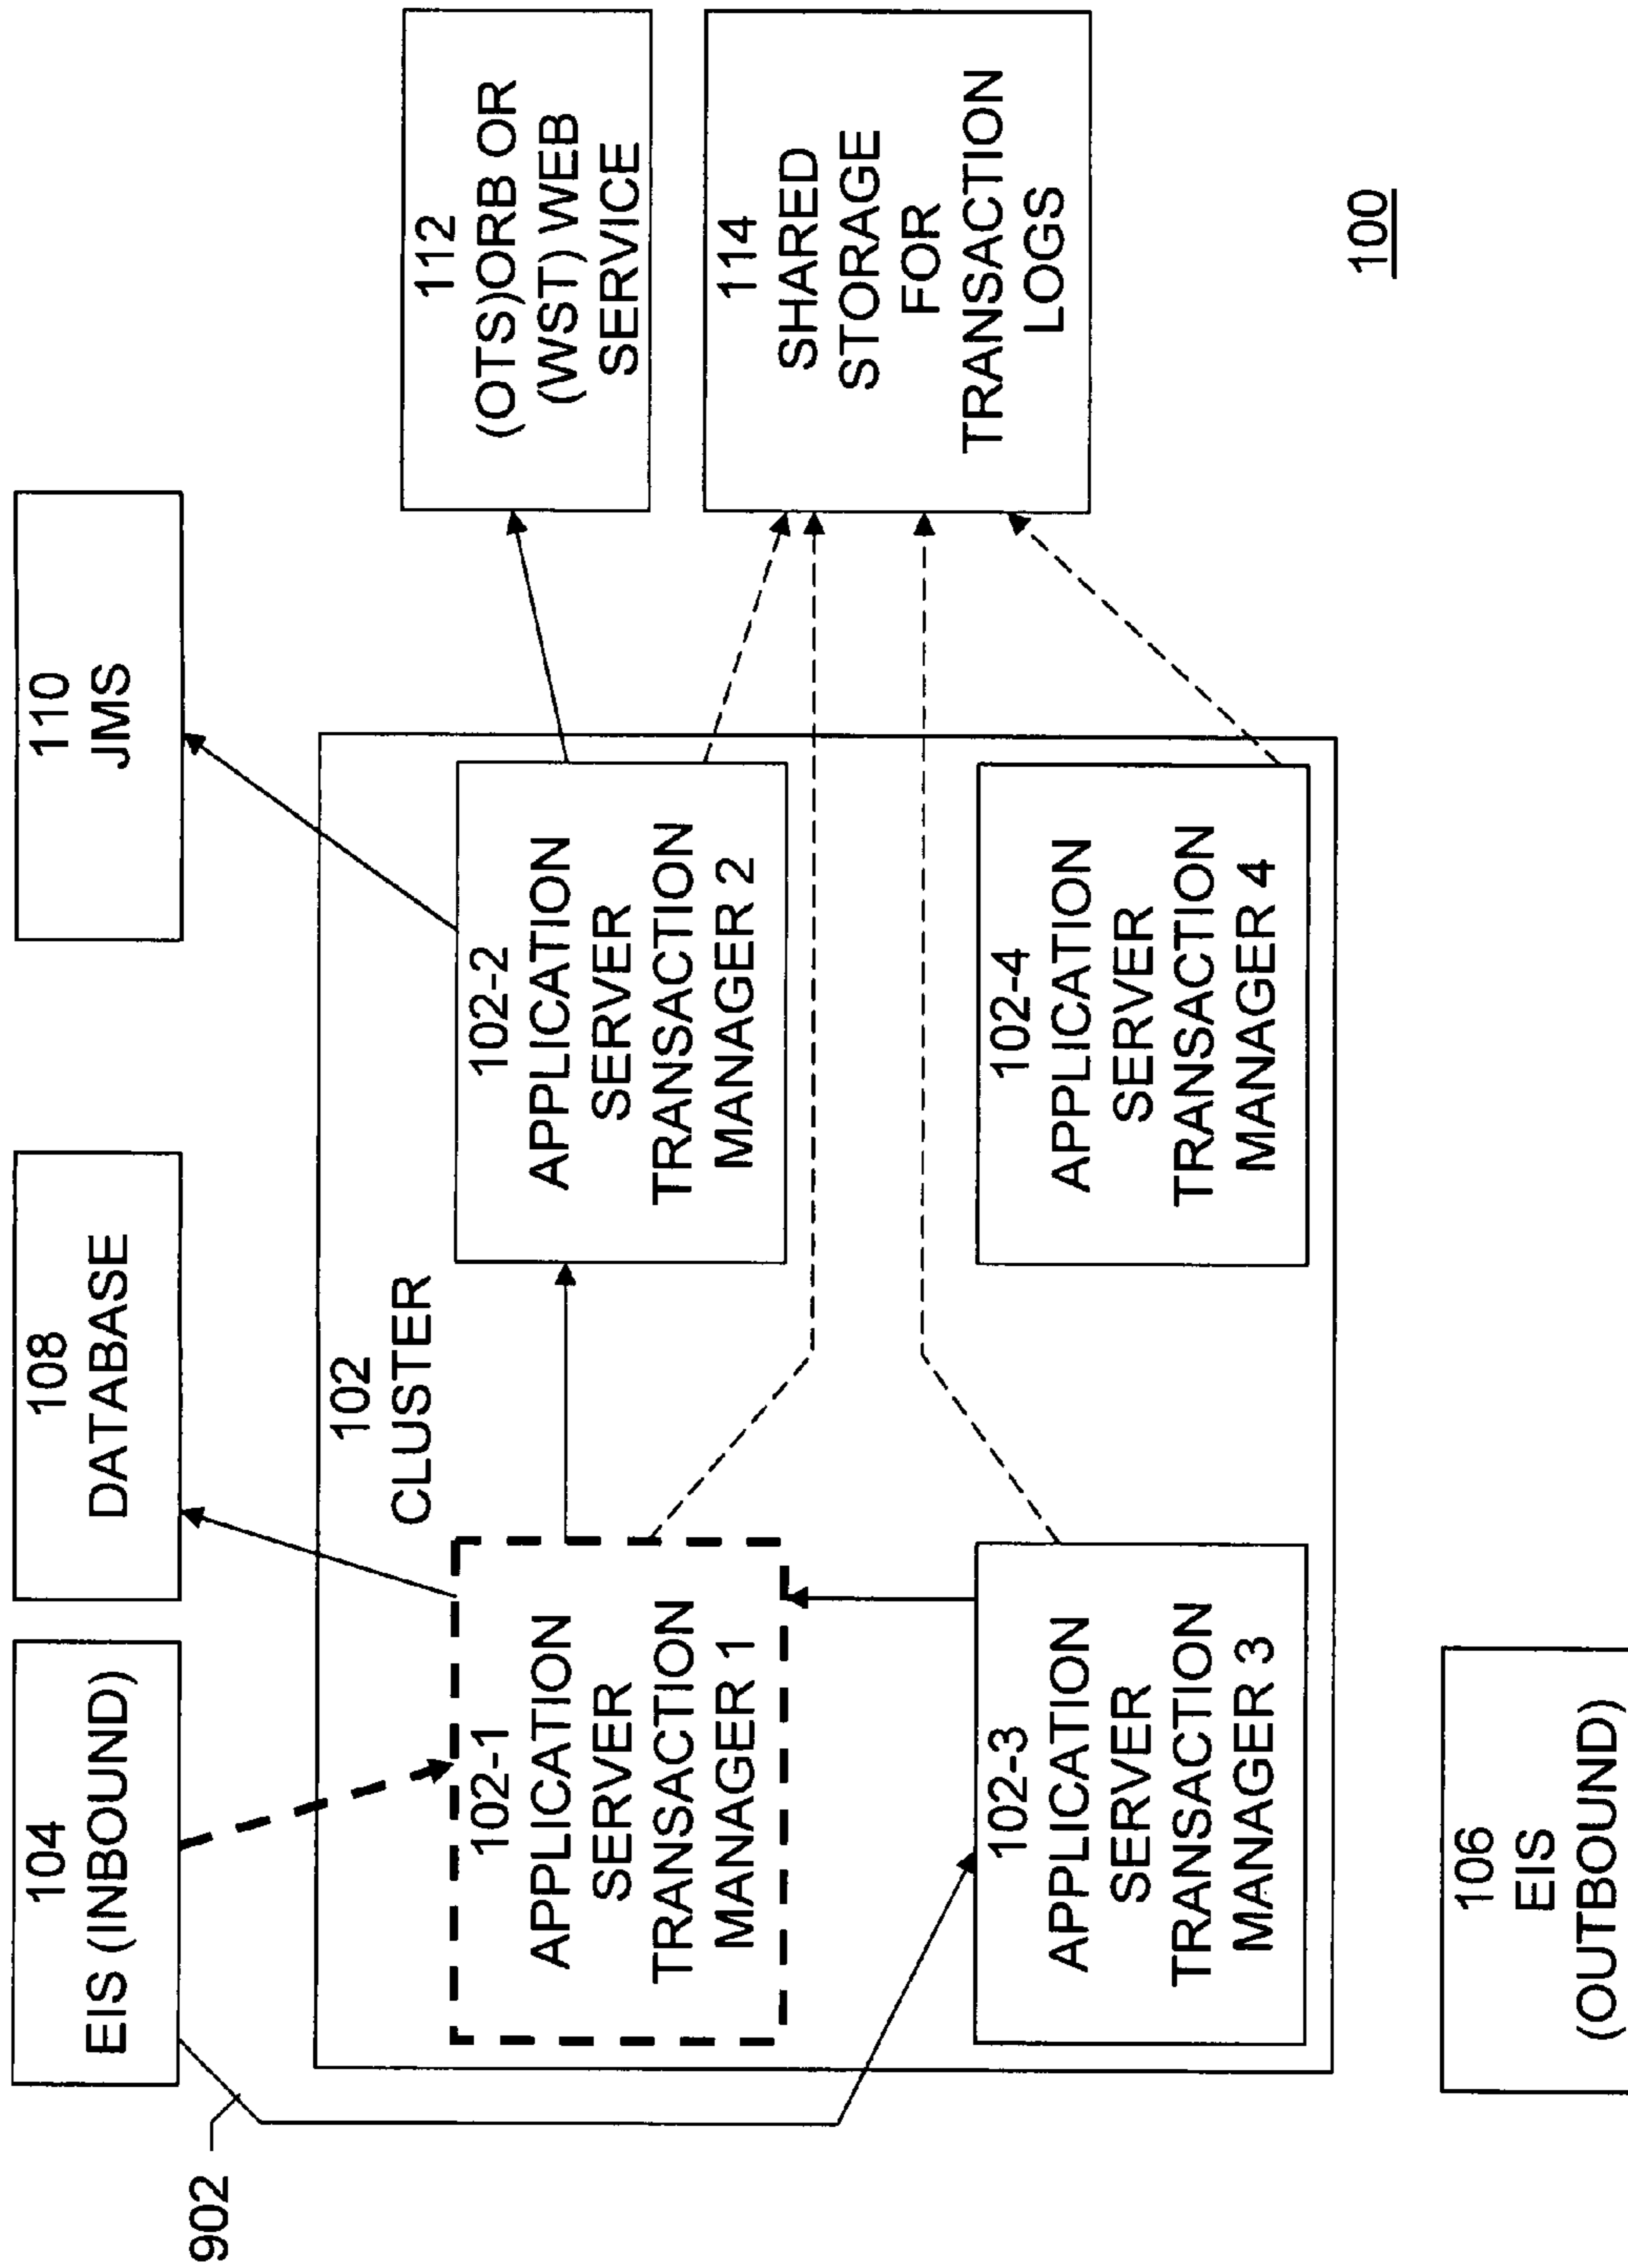 104
EIS (INBOUND)
108
DATABASE
110
JMS
902
102
CLUSTER
102-1
APPLICATION
SERVER
TRANSACTION
MANAGER 1
102-2
APPLICATION
SERVER
TRANSACTION
MANAGER 2
112
(OTS)ORB OR
(WST) WEB
SERVICE
102-3
APPLICATION
SERVER
TRANSACTION
MANAGER 3
102-4
APPLICATION
SERVER
TRANSACTION
MANAGER 4
114
SHARED
STORAGE
FOR
TRANSACTION
LOGS
106
EIS
(OUTBOUND)
100